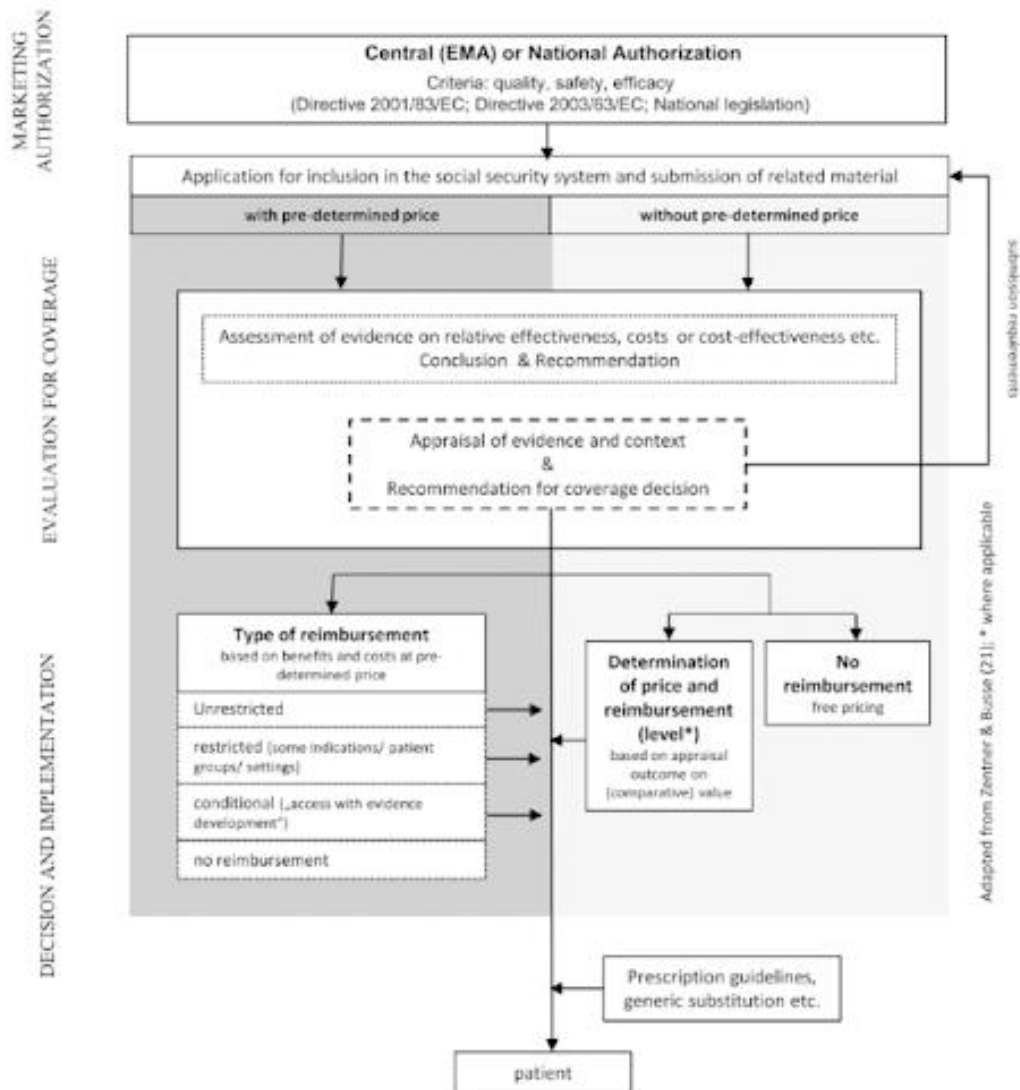 MARKETING
AUTHORIZATION
Central (EMA) or National Authorization
Criteria: quality, safety, efficacy
(Directive 2001/83/EC; Directive 2003/63/EC; National legislation)
Application for inclusion in the social security system and submission of related material
with pre-determined price
without pre-determined price
submission requirements
EVALUATION FOR COVERAGE
Assessment of evidence on relative effectiveness, costs or cost-effectiveness etc.
Conclusion & Recommendation
Appraisal of evidence and context
&
Recommendation for coverage decision
DECISION AND IMPLEMENTATION
Type of reimbursement
based on benefits and costs at pre-
determined price
Unrestricted
restricted (some indications/ patient
groups/ settings)
conditional („access with evidence
development“)
no reimbursement
Determination
of price and
reimbursement
(level*)
based on appraisal
outcome on
(comparative) value
No
reimbursement
free pricing
Adapted from Zentner & Busse (21); * where applicable
Prescription guidelines,
generic substitution etc.
patient